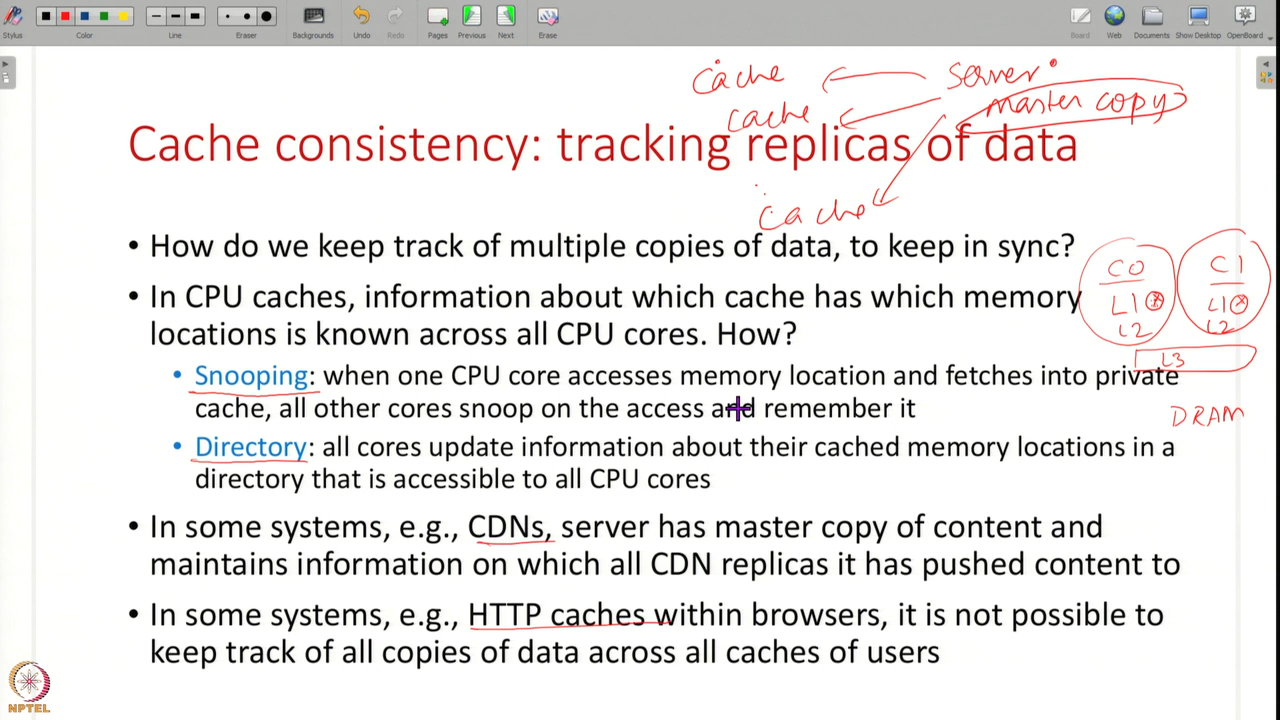 Stylus
Color
Line
Eraser
Backgrounds
Undo
Redo
Pages
Previous
Next
Erase
Board
Web
Documents
Show Desktop
OpenBoard
cache
server
cache
master copy
Cache consistency: tracking replicas of data
cache
• How do we keep track of multiple copies of data, to keep in sync?
C0
C1
• In CPU caches, information about which cache has which memory
L1
L1
locations is known across all CPU cores. How?
L2
L2
L3
• Snooping: when one CPU core accesses memory location and fetches into private
cache, all other cores snoop on the access and remember it
DRAM
• Directory: all cores update information about their cached memory locations in a
directory that is accessible to all CPU cores
• In some systems, e.g., CDNs, server has master copy of content and
maintains information on which all CDN replicas it has pushed content to
• In some systems, e.g., HTTP caches within browsers, it is not possible to
keep track of all copies of data across all caches of users
NPTEL